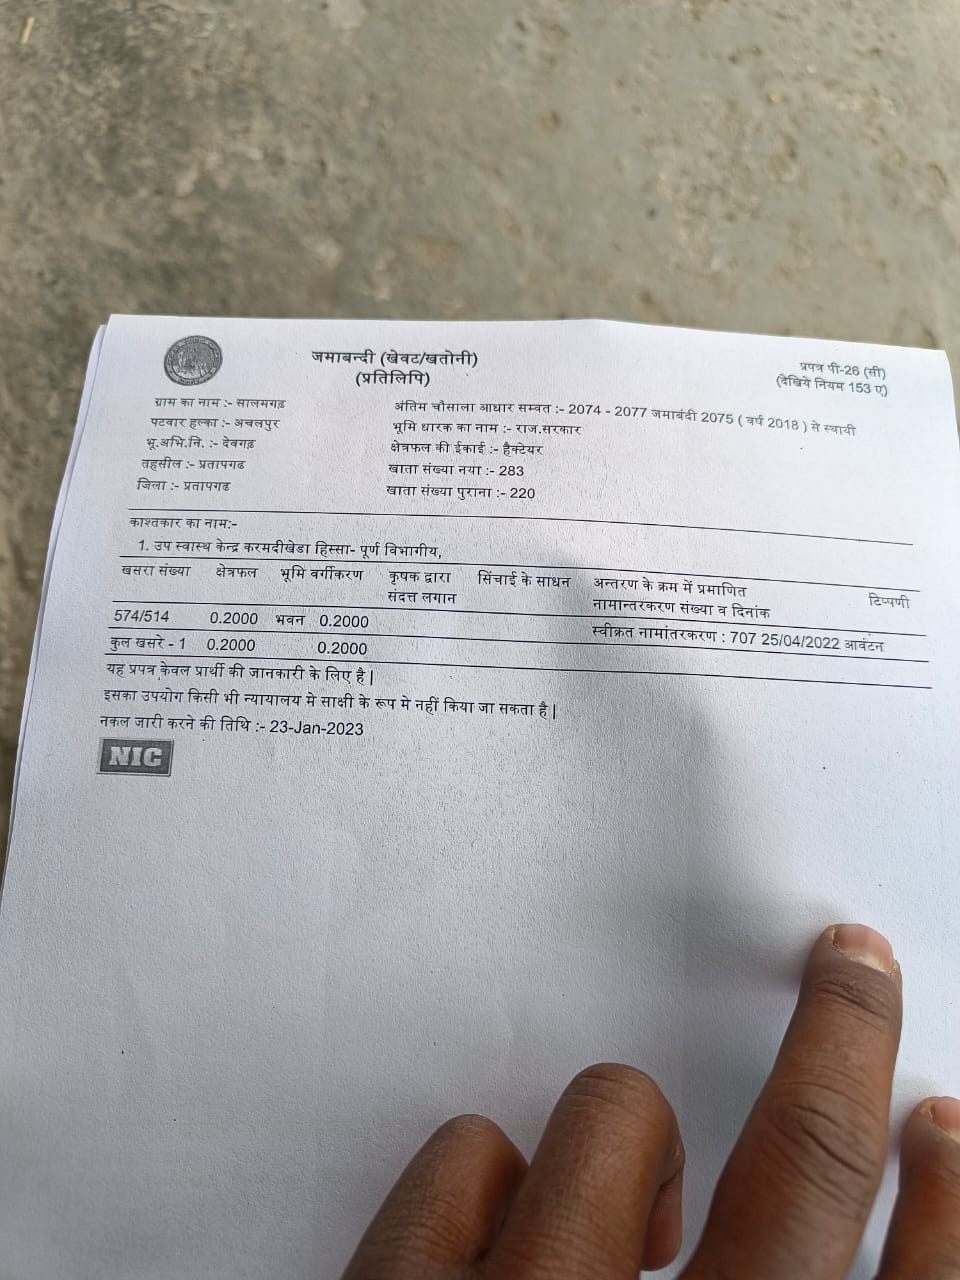 जमाबन्दी (खेवट/खतोनी)
(प्रतिलिपि)
प्रपत्र पी-26 (सी)
(देखिये नियम 153 ए)
ग्राम का नाम :- सालमगढ़
पटवार हल्का :- अचलपुर
भू.अभि.नि. :- देवगढ़
तहसील :- प्रतापगढ
जिला :- प्रतापगढ
अंतिम चौसाला आधार सम्वत :- 2074 - 2077 जमाबंदी 2075 ( वर्ष 2018 ) से स्थायी
भूमि धारक का नाम :- राज.सरकार
क्षेत्रफल की ईकाई :- हैक्टेयर
खाता संख्या नया :- 283
खाता संख्या पुराना :- 220
काश्तकार का नाम:-
1. उप स्वास्थ केन्द्र करमदीखेडा हिस्सा- पूर्ण विभागीय,
खसरा संख्या क्षेत्रफल भूमि वर्गीकरण कृषक द्वारा सिंचाई के साधन अन्तरण के क्रम में प्रमाणित टिप्पणी
संदत्त लगान नामान्तरकरण संख्या व दिनांक
574/514 0.2000 भवन 0.2000 स्वीक्रत नामांतरकरण : 707 25/04/2022 आवंटन
कुल खसरे - 1 0.2000 0.2000
यह प्रपत्र केवल प्रार्थी की जानकारी के लिए है |
इसका उपयोग किसी भी न्यायालय मे साक्षी के रूप मे नहीं किया जा सकता है |
नकल जारी करने की तिथि :- 23-Jan-2023
NIC